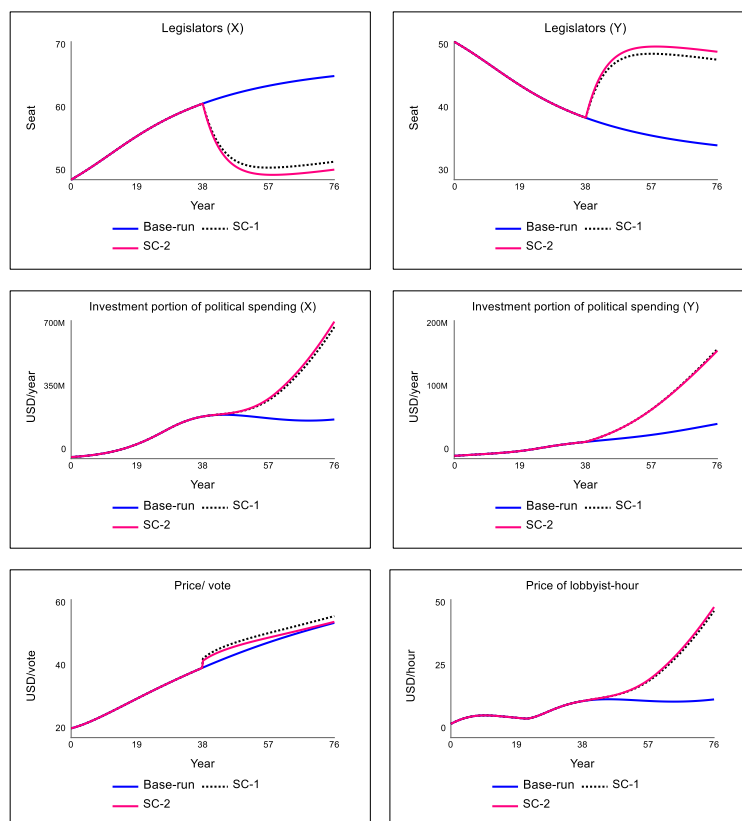 Legislators (X)
70
60
50
Seat
0 19 38 57 76
Year
Base-run SC-1
SC-2
Legislators (Y)
50
40
30
Seat
0 19 38 57 76
Year
Base-run SC-1
SC-2
Investment portion of political spending (X)
700M
350M
0
USD/year
0 19 38 57 76
Year
Base-run SC-1
SC-2
Investment portion of political spending (Y)
200M
100M
0
USD/year
0 19 38 57 76
Year
Base-run SC-1
SC-2
Price/ vote
60
40
20
USD/vote
0 19 38 57 76
Year
Base-run SC-1
SC-2
Price of lobbyist-hour
50
25
0
USD/hour
0 19 38 57 76
Year
Base-run SC-1
SC-2